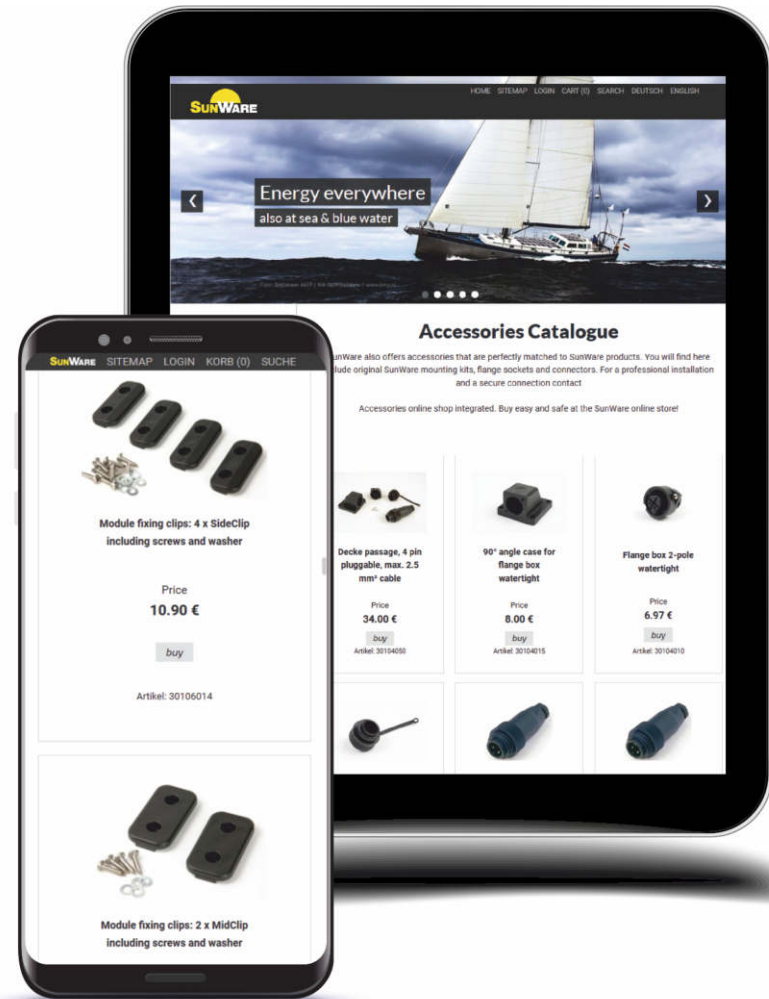 SUNWARE
HOME SITEMAP LOGIN CART (0) SEARCH DEUTSCH ENGLISH
Energy everywhere
also at sea & blue water
Accessories Catalogue
unWare also offers accessories that are perfectly matched to SunWare products. You will find here
clude original SunWare mounting kits, flange sockets and connectors. For a professional installation
and a secure connection contact
Accessories online shop integrated. Buy easy and safe at the SunWare online store!
Decke passage, 4 pin
pluggable, max. 2.5
mm² cable
Price
34.00 €
buy
Artikel: 30104050
90° angle case for
flange box
watertight
Price
8.00 €
buy
Artikel: 30104015
Flange box 2-pole
watertight
Price
6.97 €
buy
Artikel: 30104010
SUNWARE SITEMAP LOGIN KORB (0) SUCHE
Module fixing clips: 4 x SideClip
including screws and washer
Price
10.90 €
buy
Artikel: 30106014
Module fixing clips: 2 x MidClip
including screws and washer